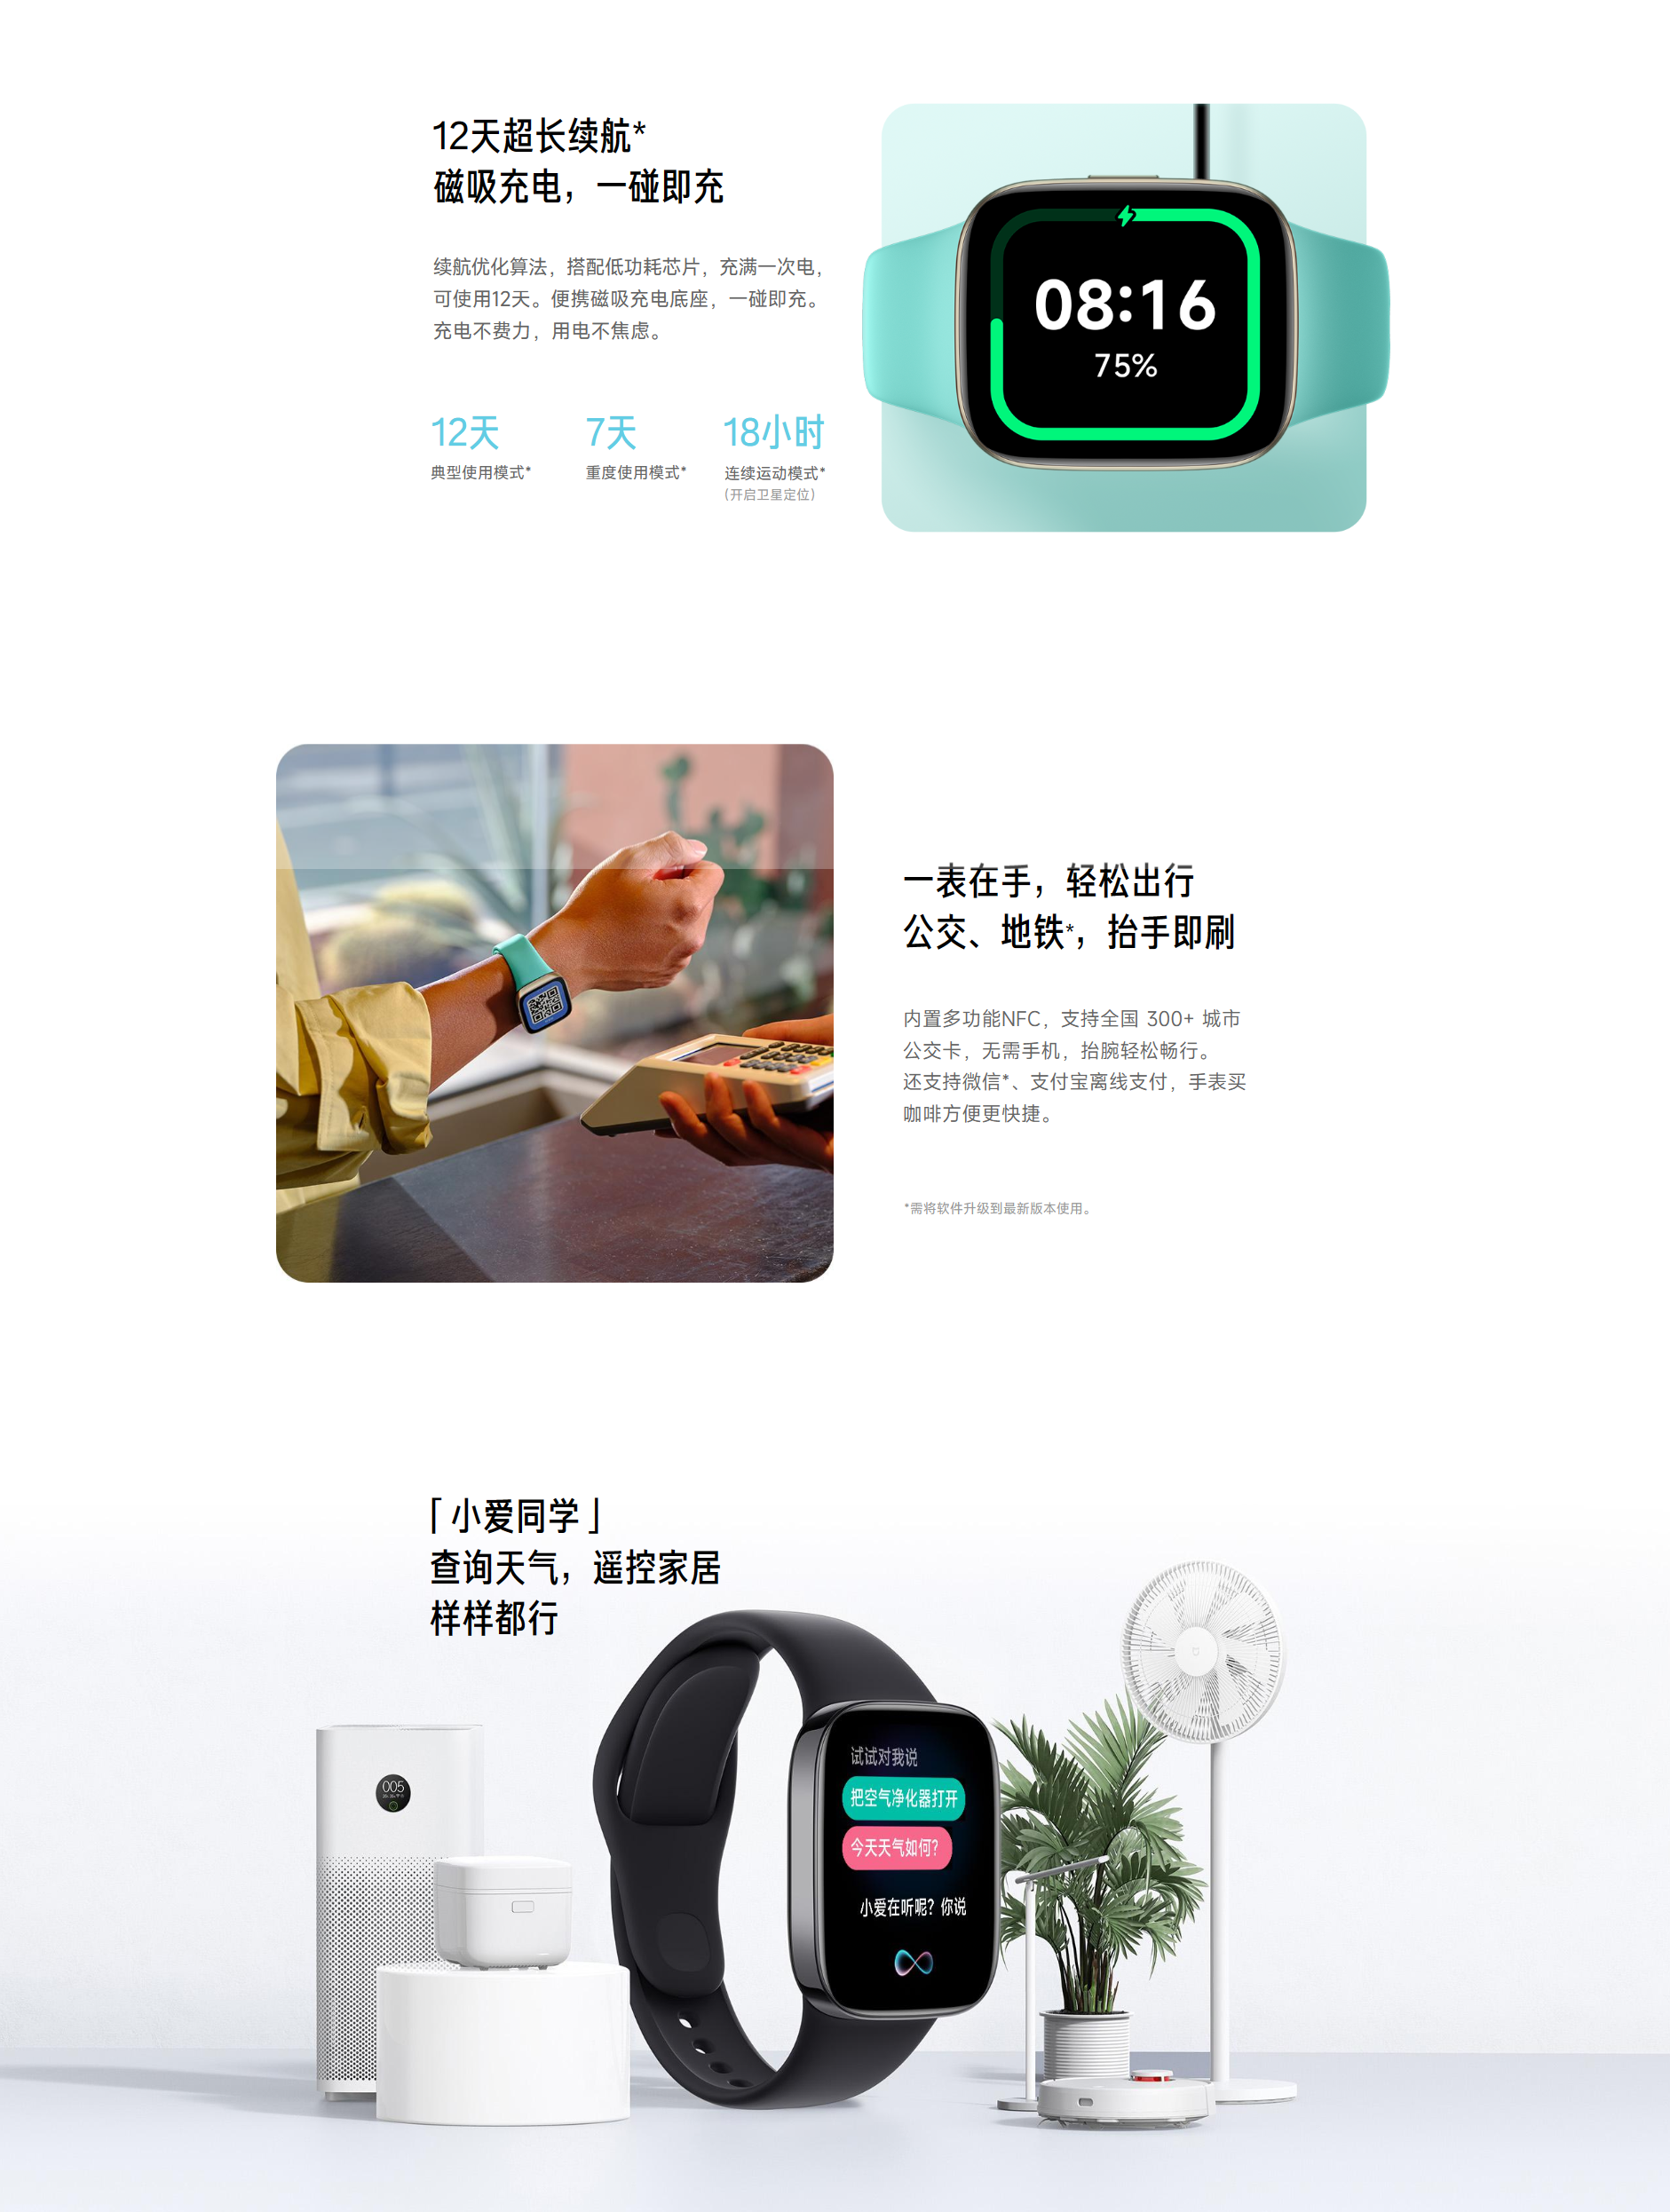 12天超长续航*
磁吸充电，一碰即充
续航优化算法，搭配低功耗芯片，充满一次电，
可使用12天。便携磁吸充电底座，一碰即充。
充电不费力，用电不焦虑。
12天
典型使用模式*
7天
重度使用模式*
18小时
连续运动模式*
(开启卫星定位)
08:16
75%
一表在手，轻松出行
公交、地铁*，抬手即刷
内置多功能NFC，支持全国 300+ 城市
公交卡，无需手机，抬腕轻松畅行。
还支持微信*、支付宝离线支付，手表买
咖啡方便更快捷。
*需将软件升级到最新版本使用。
「小爱同学」
查询天气，遥控家居
样样都行
005
试试对我说
把空气净化器打开
今天天气如何？
小爱在听呢？你说